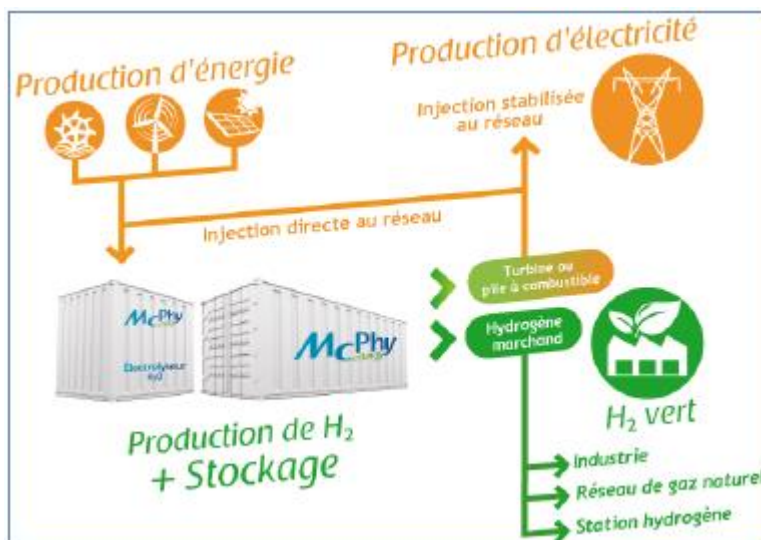 Production d'énergie
Production d'électricité
Injection stabilisée
au réseau
Injection directe au réseau
McPhy
Electrolyseur
H₂O
McPhy
Turbine ou
pile à combustible
Hydrogène
marchand
Production de H₂
+ Stockage
H₂ vert
Industrie
Réseau de gaz naturel
Station hydrogène